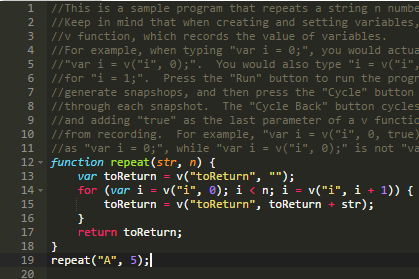 1 //This is a sample program that repeats a string n numbe
2 //Keep in mind that when creating and setting variables,
3 //v function, which records the value of variables.
4 //For example, when typing "var i = 0;", you would actua
5 //"var i = v("i", 0);". You would also type "i = v("i",
6 //for "i = 1;". Press the "Run" button to run the progr
7 //generate snapshops, and then press the "Cycle" button
8 //through each snapshot. The "Cycle Back" button cycles
9 //and adding "true" as the last parameter of a v functio
10 //from recording. For example, "var i = v("i", 0, true)
11 //as "var i = 0;", while "var i = v("i", 0);" is not "va
12 function repeat(str, n) {
13 var toReturn = v("toReturn", "");
14 for (var i = v("i", 0); i < n; i = v("i", i + 1)) {
15 toReturn = v("toReturn", toReturn + str);
16 }
17 return toReturn;
18 }
19 repeat("A", 5);
20